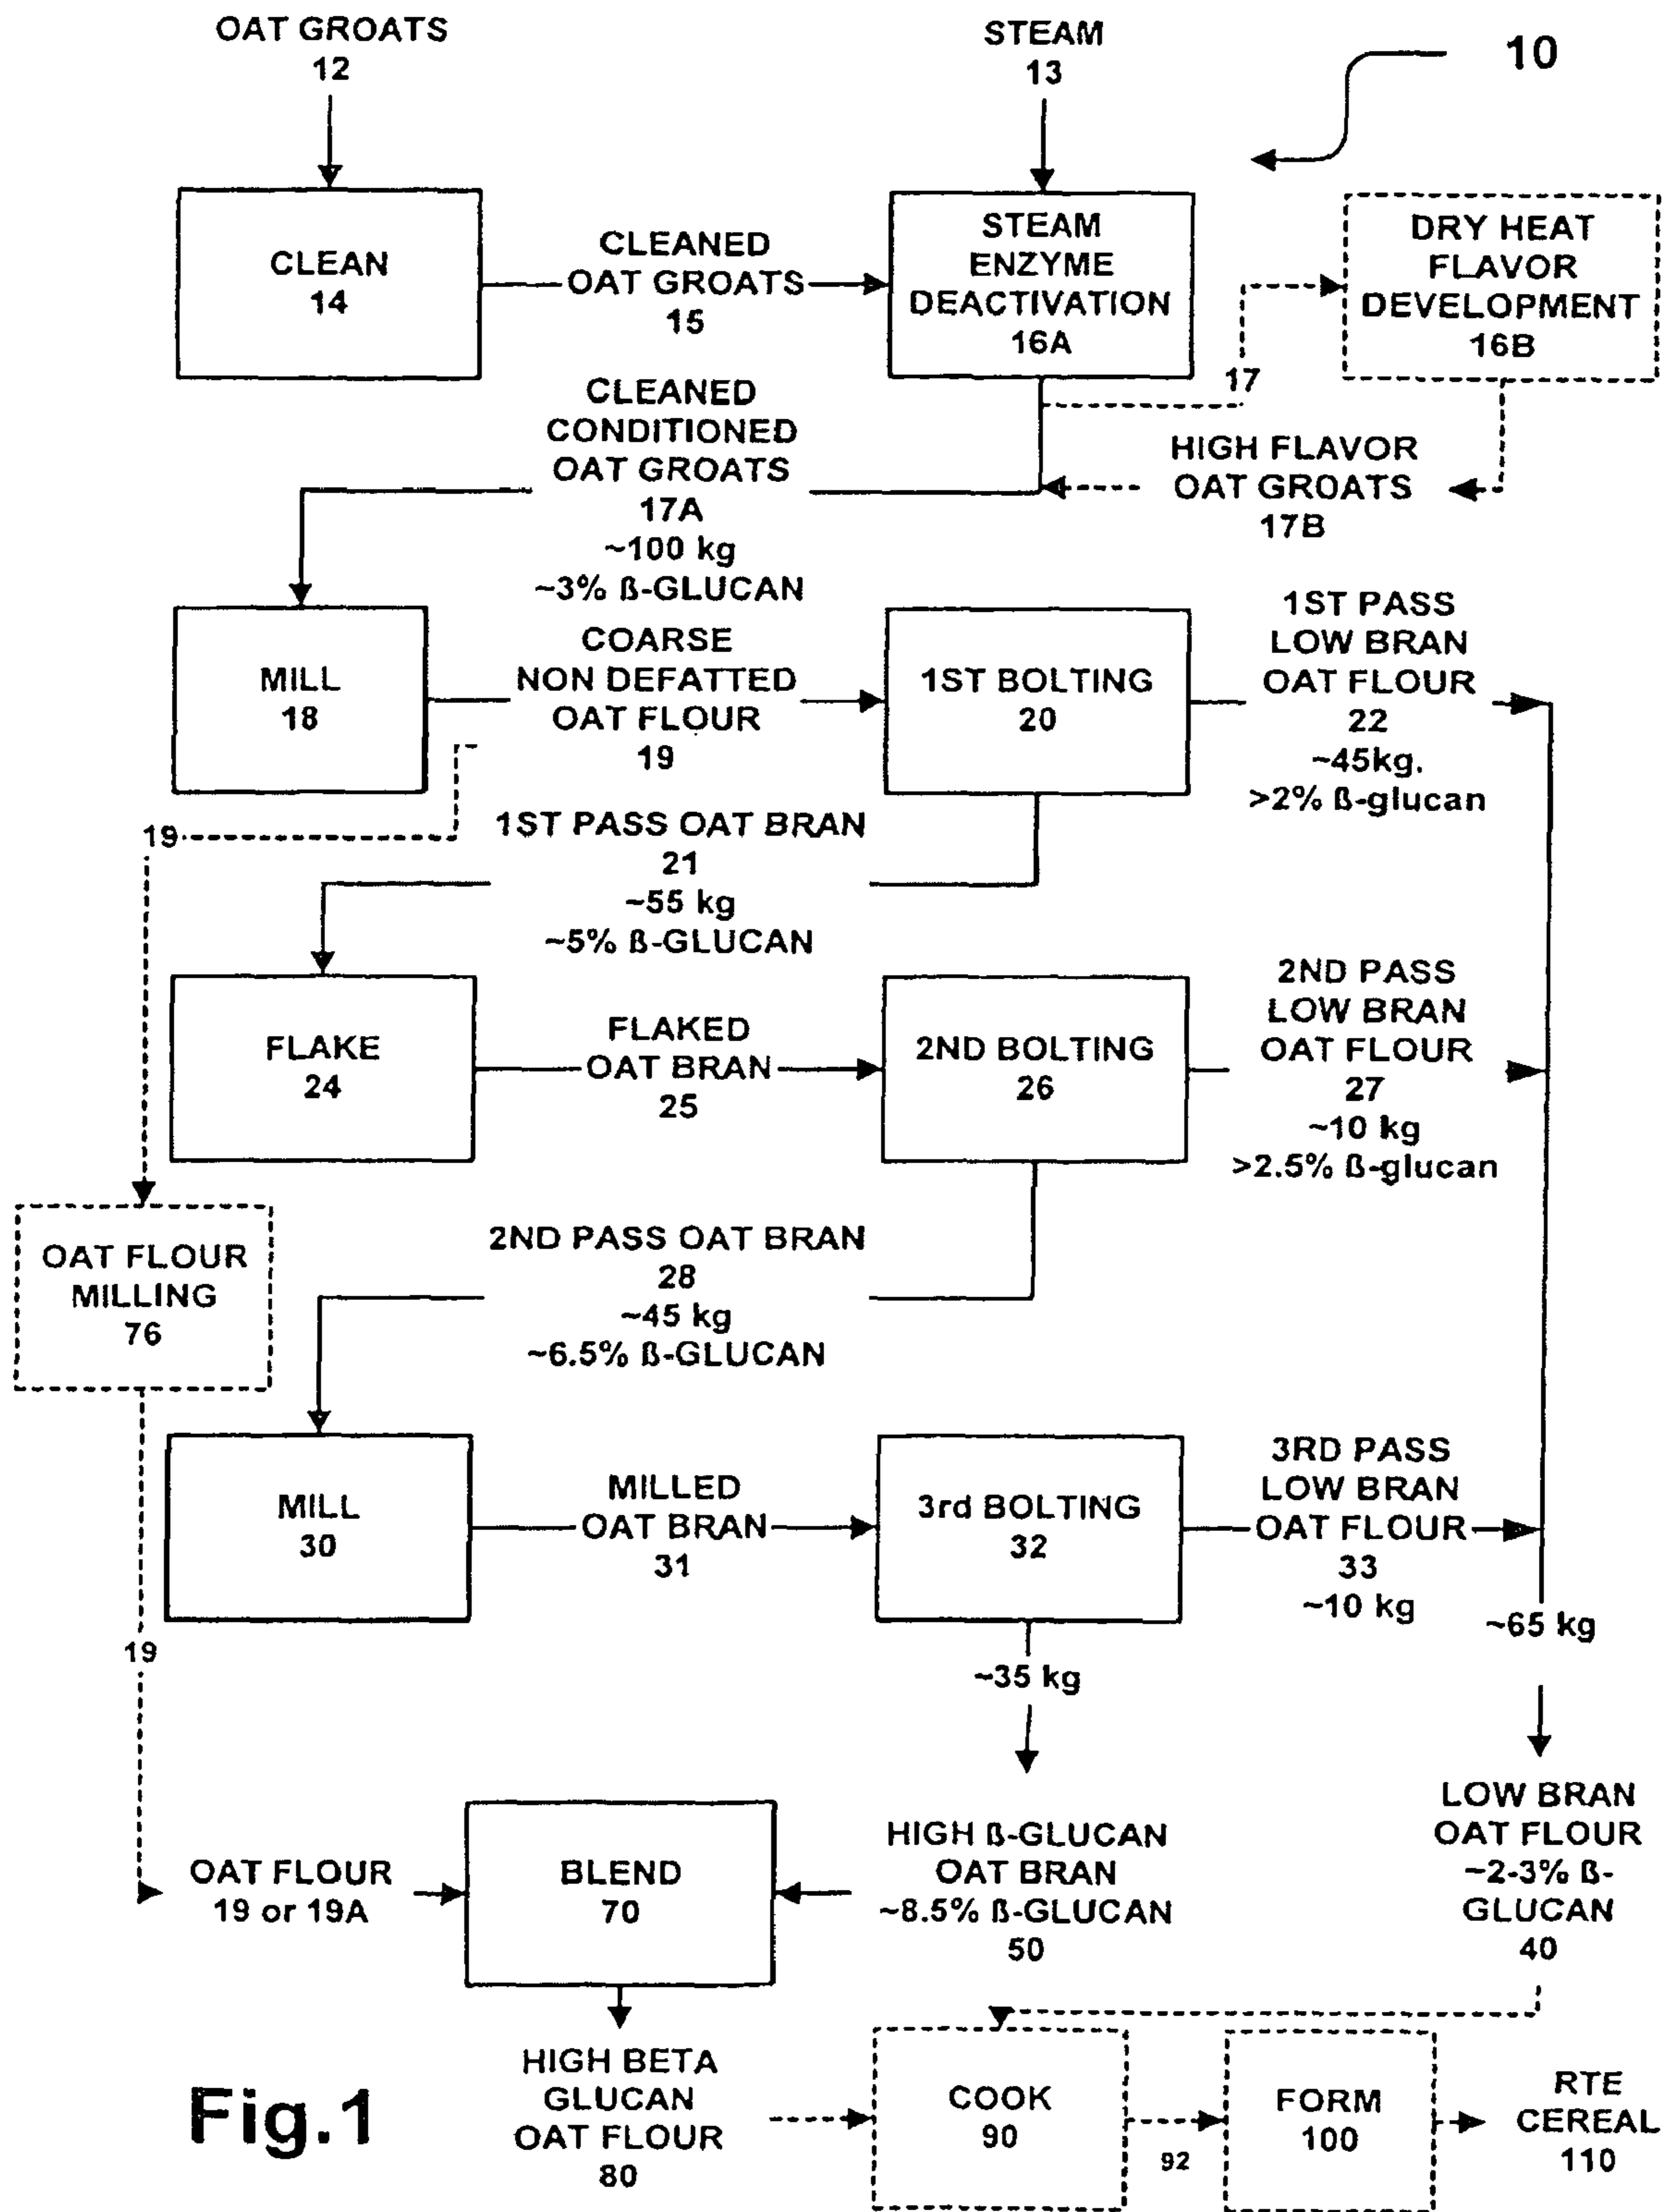 OAT GROATS
12
STEAM
13
10
CLEAN
14
CLEANED
OAT GROATS
15
STEAM
ENZYME
DEACTIVATION
16A
DRY HEAT
FLAVOR
DEVELOPMENT
16B
17
CLEANED
CONDITIONED
OAT GROATS
17A
~100 kg
~3% ß-GLUCAN
HIGH FLAVOR
OAT GROATS
17B
MILL
18
COARSE
NON DEFATTED
OAT FLOUR
19
1ST BOLTING
20
1ST PASS
LOW BRAN
OAT FLOUR
22
~45kg.
>2% ß-glucan
19
1ST PASS OAT BRAN
21
~55 kg
~5% ß-GLUCAN
FLAKE
24
FLAKED
OAT BRAN
25
2ND BOLTING
26
2ND PASS
LOW BRAN
OAT FLOUR
27
~10 kg
>2.5% ß-glucan
OAT FLOUR
MILLING
76
2ND PASS OAT BRAN
28
~45 kg
~6.5% ß-GLUCAN
MILL
30
MILLED
OAT BRAN
31
3rd BOLTING
32
3RD PASS
LOW BRAN
OAT FLOUR
33
~10 kg
~65 kg
19
~35 kg
OAT FLOUR
19 or 19A
BLEND
70
HIGH ß-GLUCAN
OAT BRAN
~8.5% ß-GLUCAN
50
LOW BRAN
OAT FLOUR
~2-3% ß-
GLUCAN
40
Fig.1
HIGH BETA
GLUCAN
OAT FLOUR
80
COOK
90
92
FORM
100
RTE
CEREAL
110